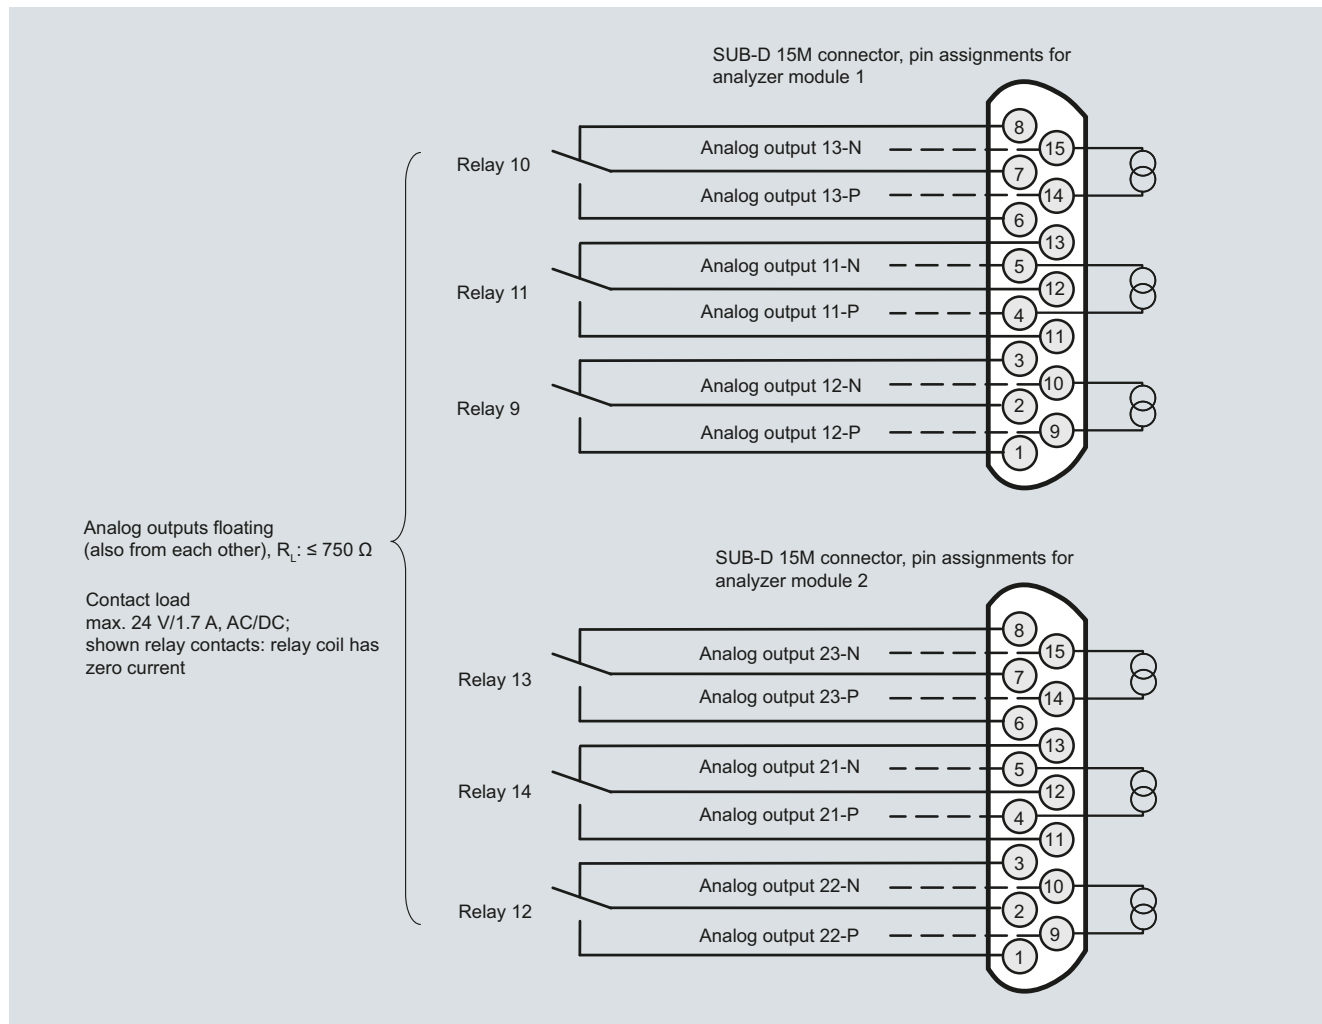 SUB-D 15M connector, pin assignments for
analyzer module 1
8
Analog output 13-N
15
Relay 10
7
Analog output 13-P
14
6
13
Analog output 11-N
5
Relay 11
12
Analog output 11-P
4
11
3
Analog output 12-N
10
Relay 9
2
Analog output 12-P
9
1
Analog outputs floating
(also from each other), RL: ≤ 750 Ω
Contact load
max. 24 V/1.7 A, AC/DC;
shown relay contacts: relay coil has
zero current
SUB-D 15M connector, pin assignments for
analyzer module 2
8
Analog output 23-N
15
Relay 13
7
Analog output 23-P
14
6
13
Analog output 21-N
5
Relay 14
12
Analog output 21-P
4
11
3
Analog output 22-N
10
Relay 12
2
Analog output 22-P
9
1